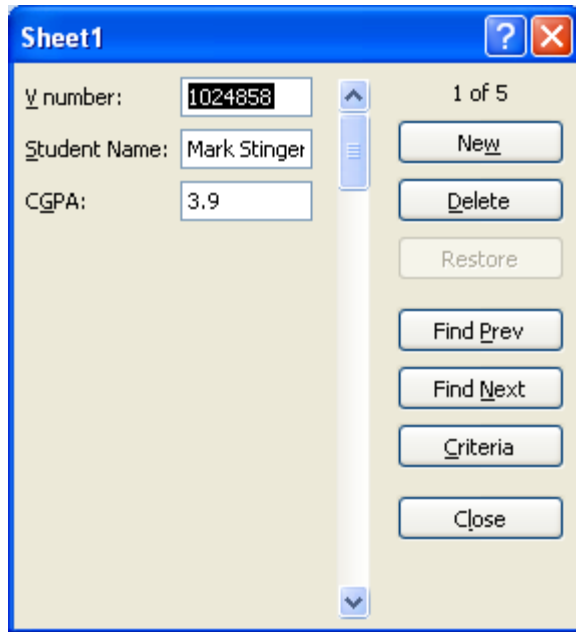 Sheet1
V number: 1024858
Student Name: Mark Stinger
CGPA: 3.9
1 of 5
New
Delete
Restore
Find Prev
Find Next
Criteria
Close